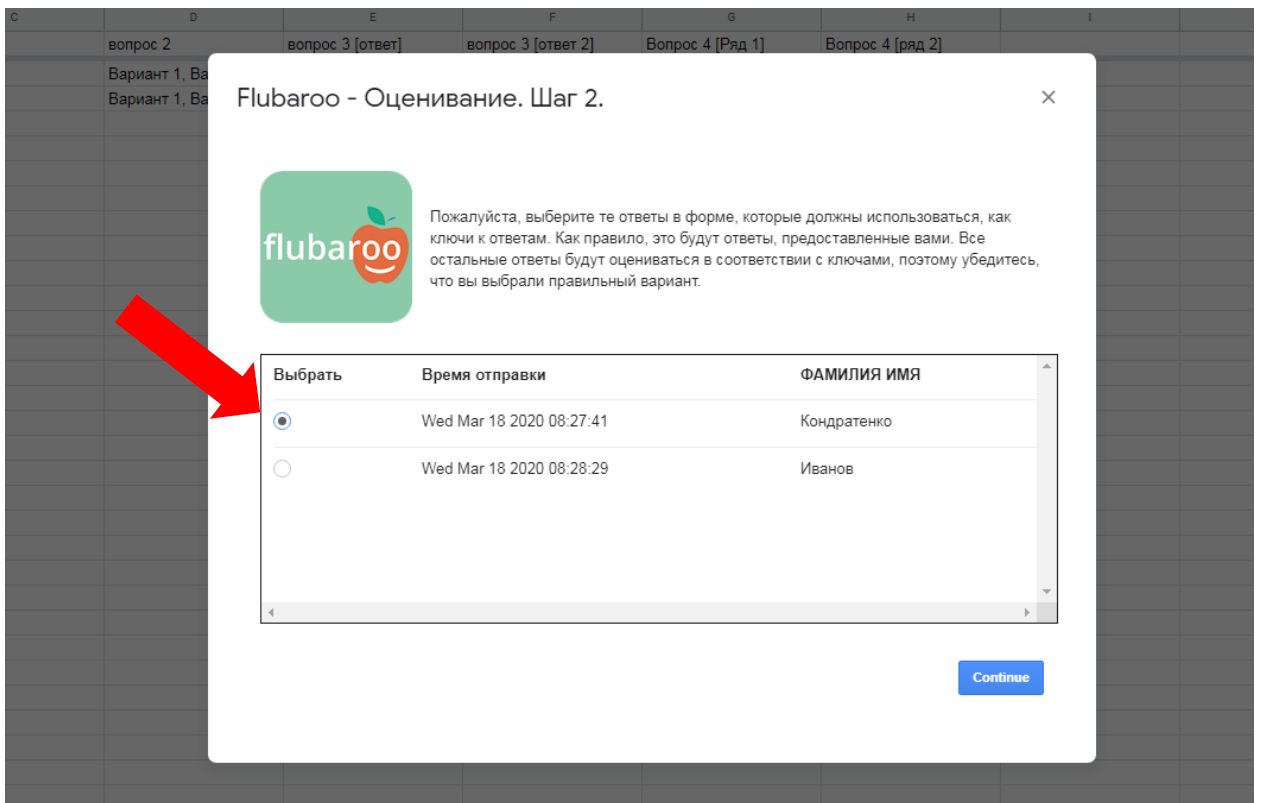 C D E F G H I
вопрос 2 вопрос 3 [ответ] вопрос 3 [ответ 2] Вопрос 4 [Ряд 1] Вопрос 4 [ряд 2]
Вариант 1, Ва
Вариант 1, Ва
Flubaroo - Оценивание. Шаг 2.
flubaroo
Пожалуйста, выберите те ответы в форме, которые должны использоваться, как
ключи к ответам. Как правило, это будут ответы, предоставленные вами. Все
остальные ответы будут оцениваться в соответствии с ключами, поэтому убедитесь,
что вы выбрали правильный вариант.
Выбрать Время отправки ФАМИЛИЯ ИМЯ
Wed Mar 18 2020 08:27:41 Кондратенко
Wed Mar 18 2020 08:28:29 Иванов
Continue